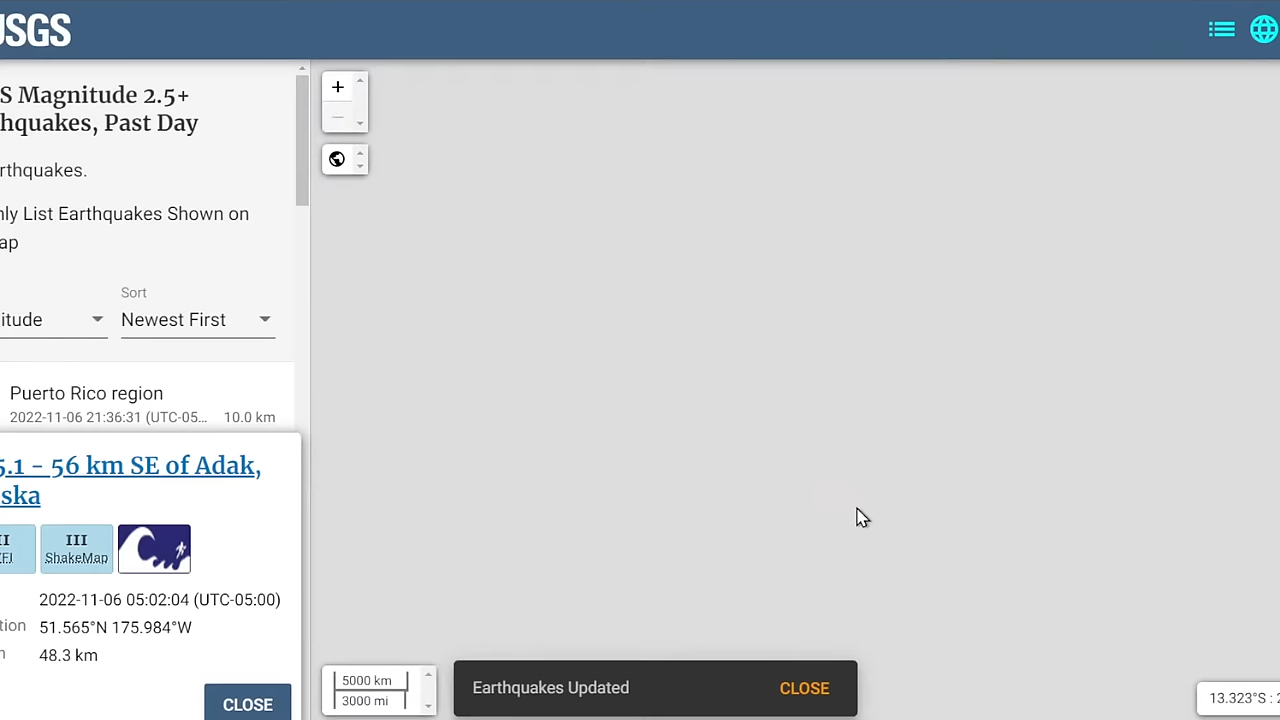 USGS
S Magnitude 2.5+
hquakes, Past Day
rthquakes.
nly List Earthquakes Shown on
ap
Sort
itude
Newest First
Puerto Rico region
2022-11-06 21:36:31 (UTC-05...
10.0 km
5.1 - 56 km SE of Adak,
ska
II
III
ShakeMap
2022-11-06 05:02:04 (UTC-05:00)
tion
51.565°N 175.984°W
48.3 km
CLOSE
+
−
5000 km
3000 mi
Earthquakes Updated
CLOSE
13.323°S :